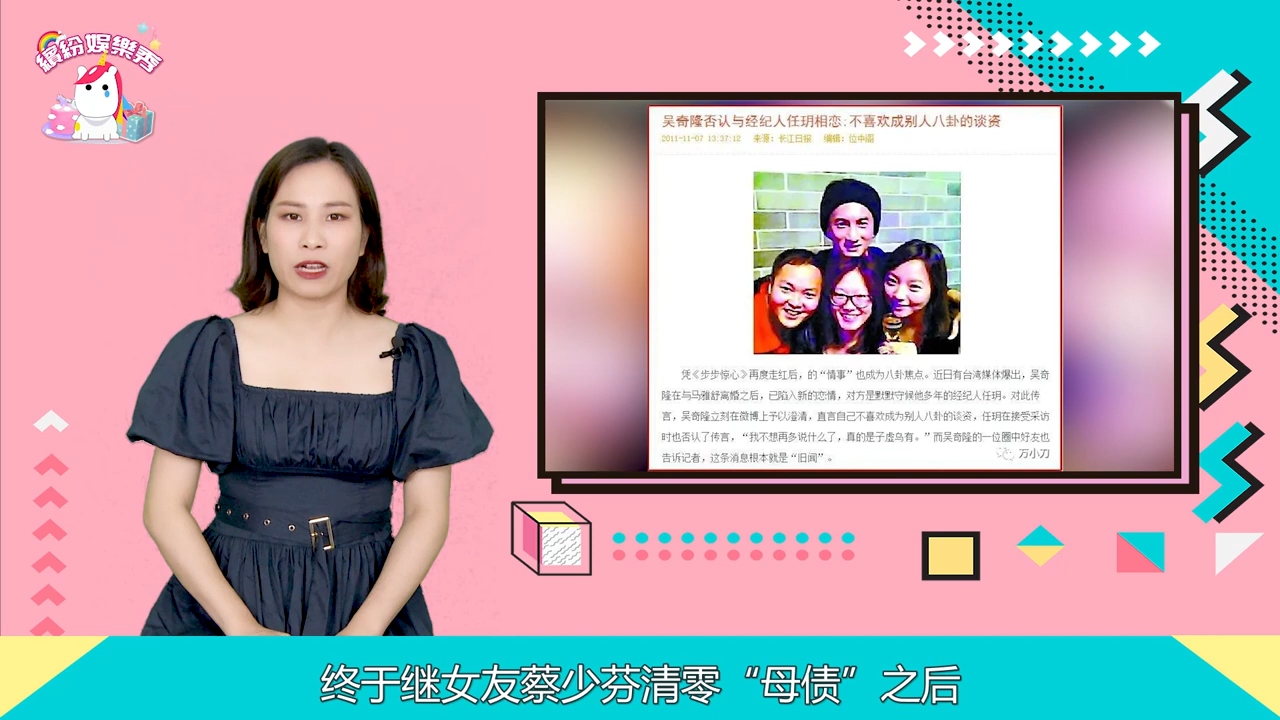 繽紛娛樂秀
吴奇隆否认与经纪人任玥相恋:不喜欢成别人八卦的谈资
2011-11-07 13:37:12 来源：长江日报 编辑：位中甫
凭《步步惊心》再度走红后，的“情事”也成为八卦焦点。近日有台湾媒体爆出，吴奇
隆在与马雅舒离婚之后，已陷入新的恋情，对方是默默守候他多年的经纪人任玥。对此传
言，吴奇隆立刻在微博上予以澄清，直言自己不喜欢成为别人八卦的谈资，任玥在接受采访
时也否认了传言，“我不想再多说什么了，真的是子虚乌有。”而吴奇隆的一位圈中好友也
告诉记者，这条消息根本就是“旧闻”。
万小刀
终于继女友蔡少芬清零“母债”之后